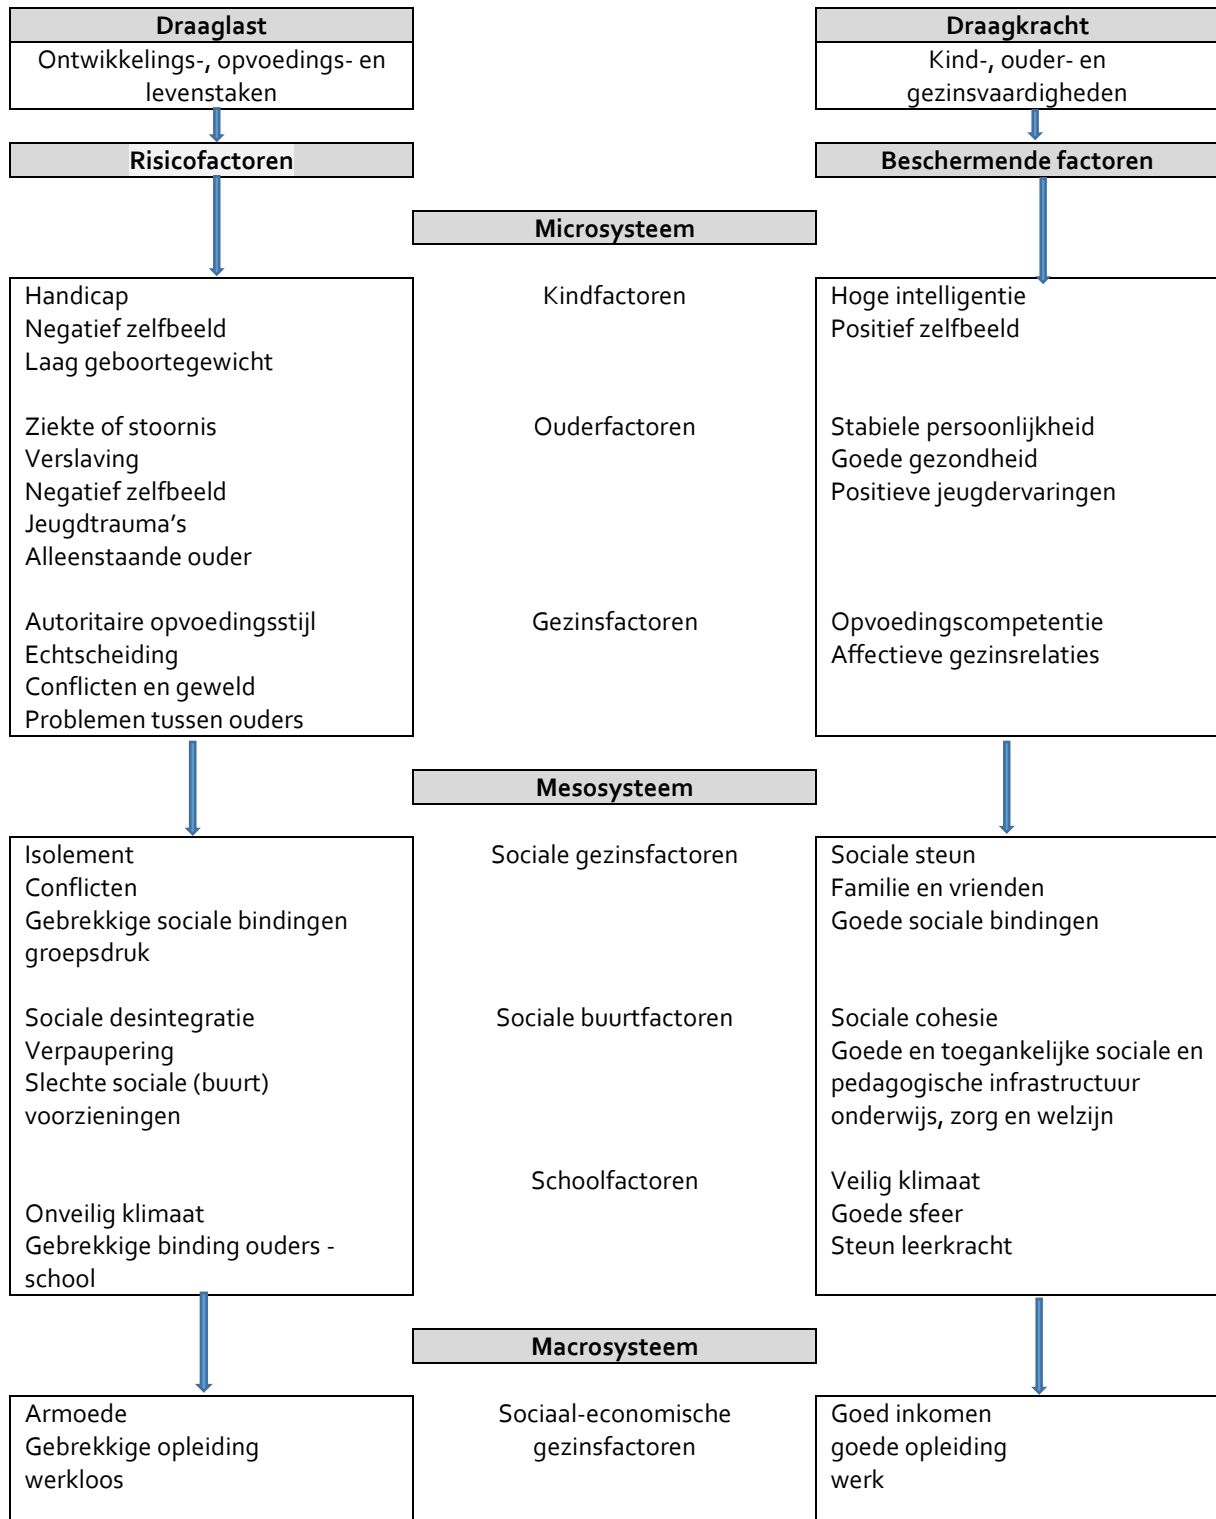 Draaglast
Draagkracht
Ontwikkelings-, opvoedings- en
levenstaken
Kind-, ouder- en
gezinsvaardigheden
Risicofactoren
Beschermende factoren
Microsysteem
Handicap
Negatief zelfbeeld
Laag geboortegewicht
Kindfactoren
Hoge intelligentie
Positief zelfbeeld
Ziekte of stoornis
Verslaving
Negatief zelfbeeld
Jeugdtrauma's
Alleenstaande ouder
Ouderfactoren
Stabiele persoonlijkheid
Goede gezondheid
Positieve jeugdervaringen
Autoritaire opvoedingsstijl
Echtscheiding
Conflicten en geweld
Problemen tussen ouders
Gezinsfactoren
Opvoedingscompetentie
Affectieve gezinsrelaties
Mesosysteem
Isolement
Conflicten
Gebrekkige sociale bindingen
groepsdruk
Sociale gezinsfactoren
Sociale steun
Familie en vrienden
Goede sociale bindingen
Sociale desintegratie
Verpaupering
Slechte sociale (buurt)
voorzieningen
Sociale buurtfactoren
Sociale cohesie
Goede en toegankelijke sociale en
pedagogische infrastructuur
onderwijs, zorg en welzijn
Onveilig klimaat
Gebrekkige binding ouders -
school
Schoolfactoren
Veilig klimaat
Goede sfeer
Steun leerkracht
Macrosysteem
Armoede
Gebrekkige opleiding
werkloos
Sociaal-economische
gezinsfactoren
Goed inkomen
goede opleiding
werk